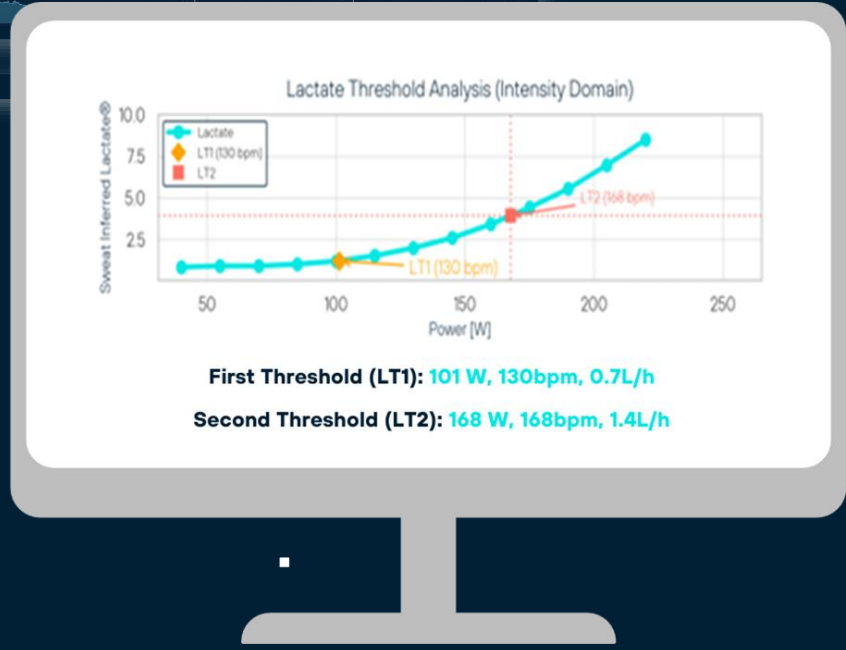 Lactate Threshold Analysis (Intensity Domain)
Sweat Inferred Lactate®
10.0
7.5
5.0
2.5
Lactate
LT1 (130 bpm)
LT2
LT2 (168 bpm)
LT1 (130 bpm)
50 100 150 200 250
Power [W]
First Threshold (LT1): 101 W, 130bpm, 0.7L/h
Second Threshold (LT2): 168 W, 168bpm, 1.4L/h